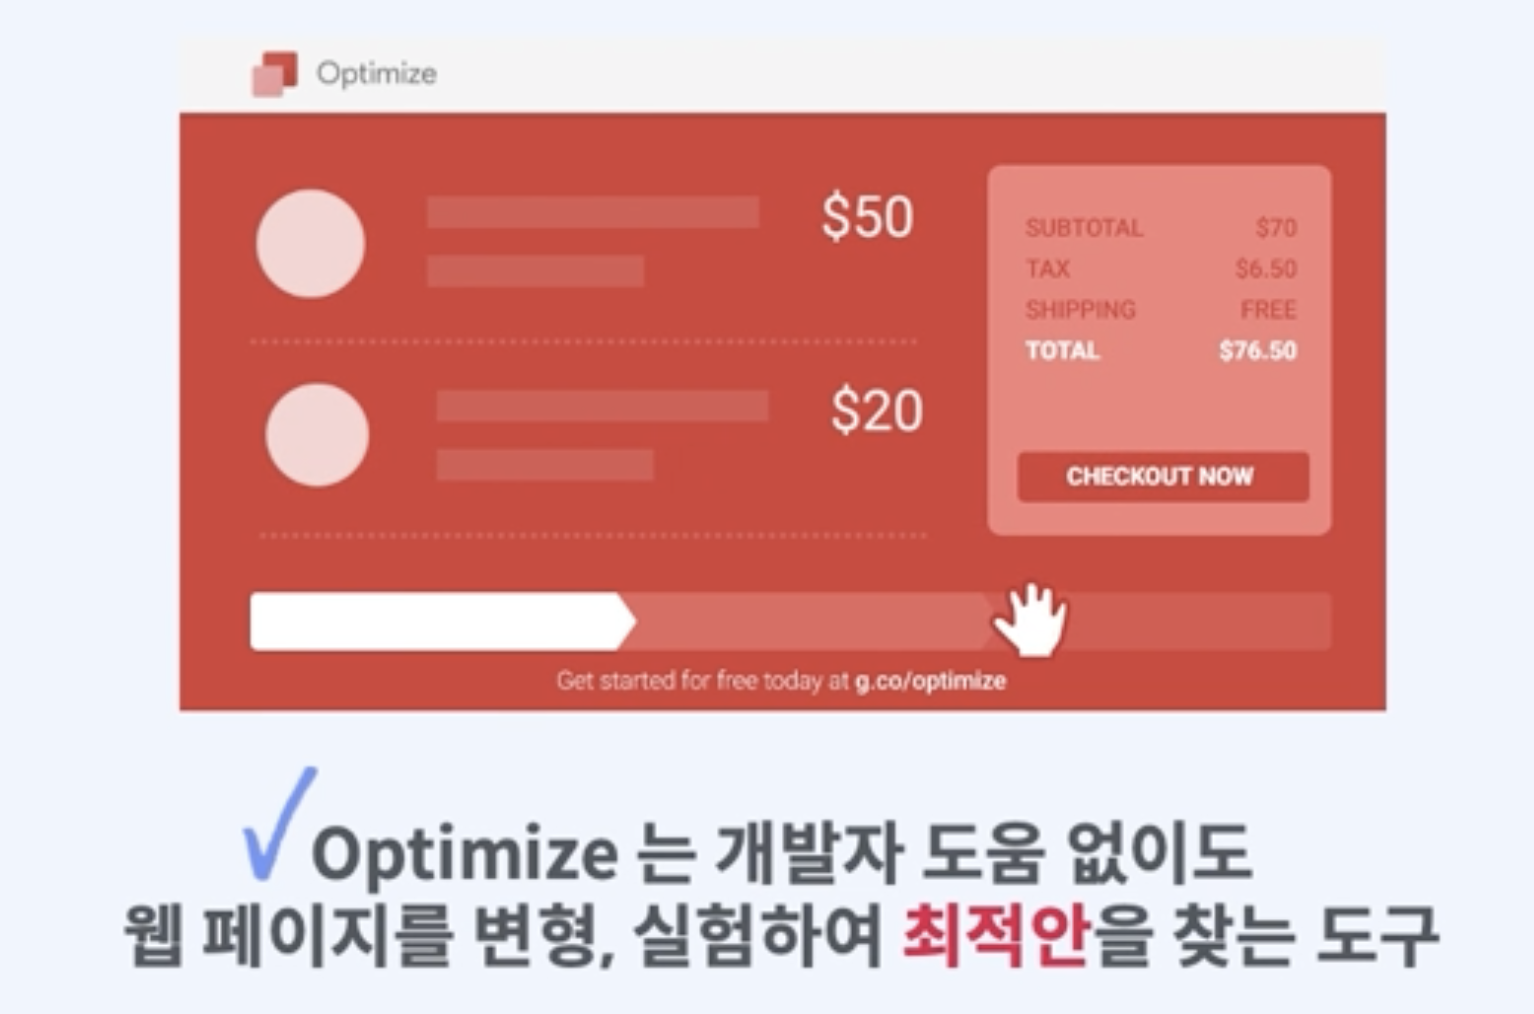 Optimize
$50
$20
SUBTOTAL $70
TAX $6.50
SHIPPING FREE
TOTAL $76.50
CHECKOUT NOW
Get started for free today at g.co/optimize
Optimize 는 개발자 도움 없이도
웹 페이지를 변형, 실험하여 최적안을 찾는 도구